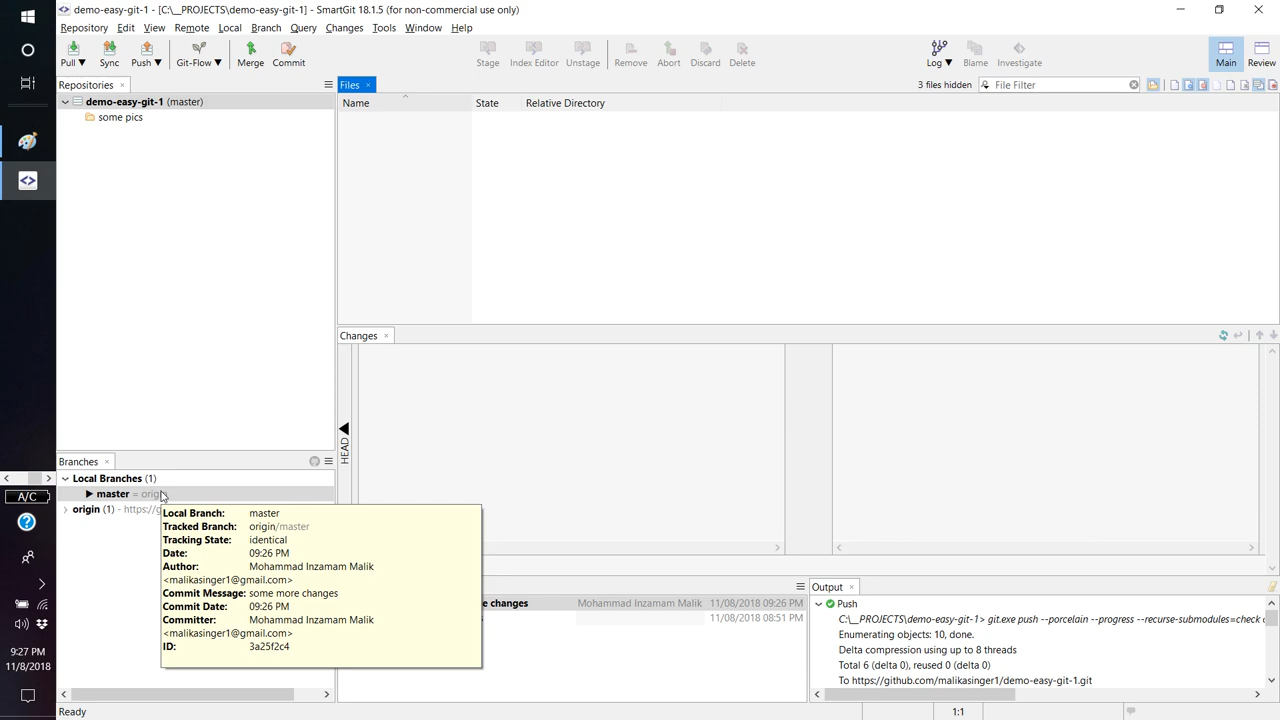 demo-easy-git-1 - [C:\__PROJECTS\demo-easy-git-1] - SmartGit 18.1.5 (for non-commercial use only)
Repository Edit View Remote Local Branch Query Changes Tools Window Help
Pull Sync Push Git-Flow Merge Commit Stage Index Editor Unstage Remove Abort Discard Delete Log Blame Investigate Main Review
Repositories
demo-easy-git-1 (master)
some pics
Files
3 files hidden
File Filter
Name State Relative Directory
Changes
HEAD
Branches
Local Branches (1)
master =
origin (1) -
Local Branch: master
Tracked Branch: origin/master
Tracking State: identical
Date: 09:26 PM
Author: Mohammad Inzamam Malik
<malikasinger1@gmail.com>
Commit Message: some more changes
Commit Date: 09:26 PM
Committer: Mohammad Inzamam Malik
<malikasinger1@gmail.com>
ID: 3a25f2c4
changes Mohammad Inzamam Malik 11/08/2018 09:26 PM
11/08/2018 08:51 PM
Output
Push
C:\__PROJECTS\demo-easy-git-1> git.exe push --porcelain --progress --recurse-submodules=check
Enumerating objects: 10, done.
Delta compression using up to 8 threads
Total 6 (delta 0), reused 0 (delta 0)
To https://github.com/malikasinger1/demo-easy-git-1.git
A/C
9:27 PM
11/8/2018
Ready
1:1